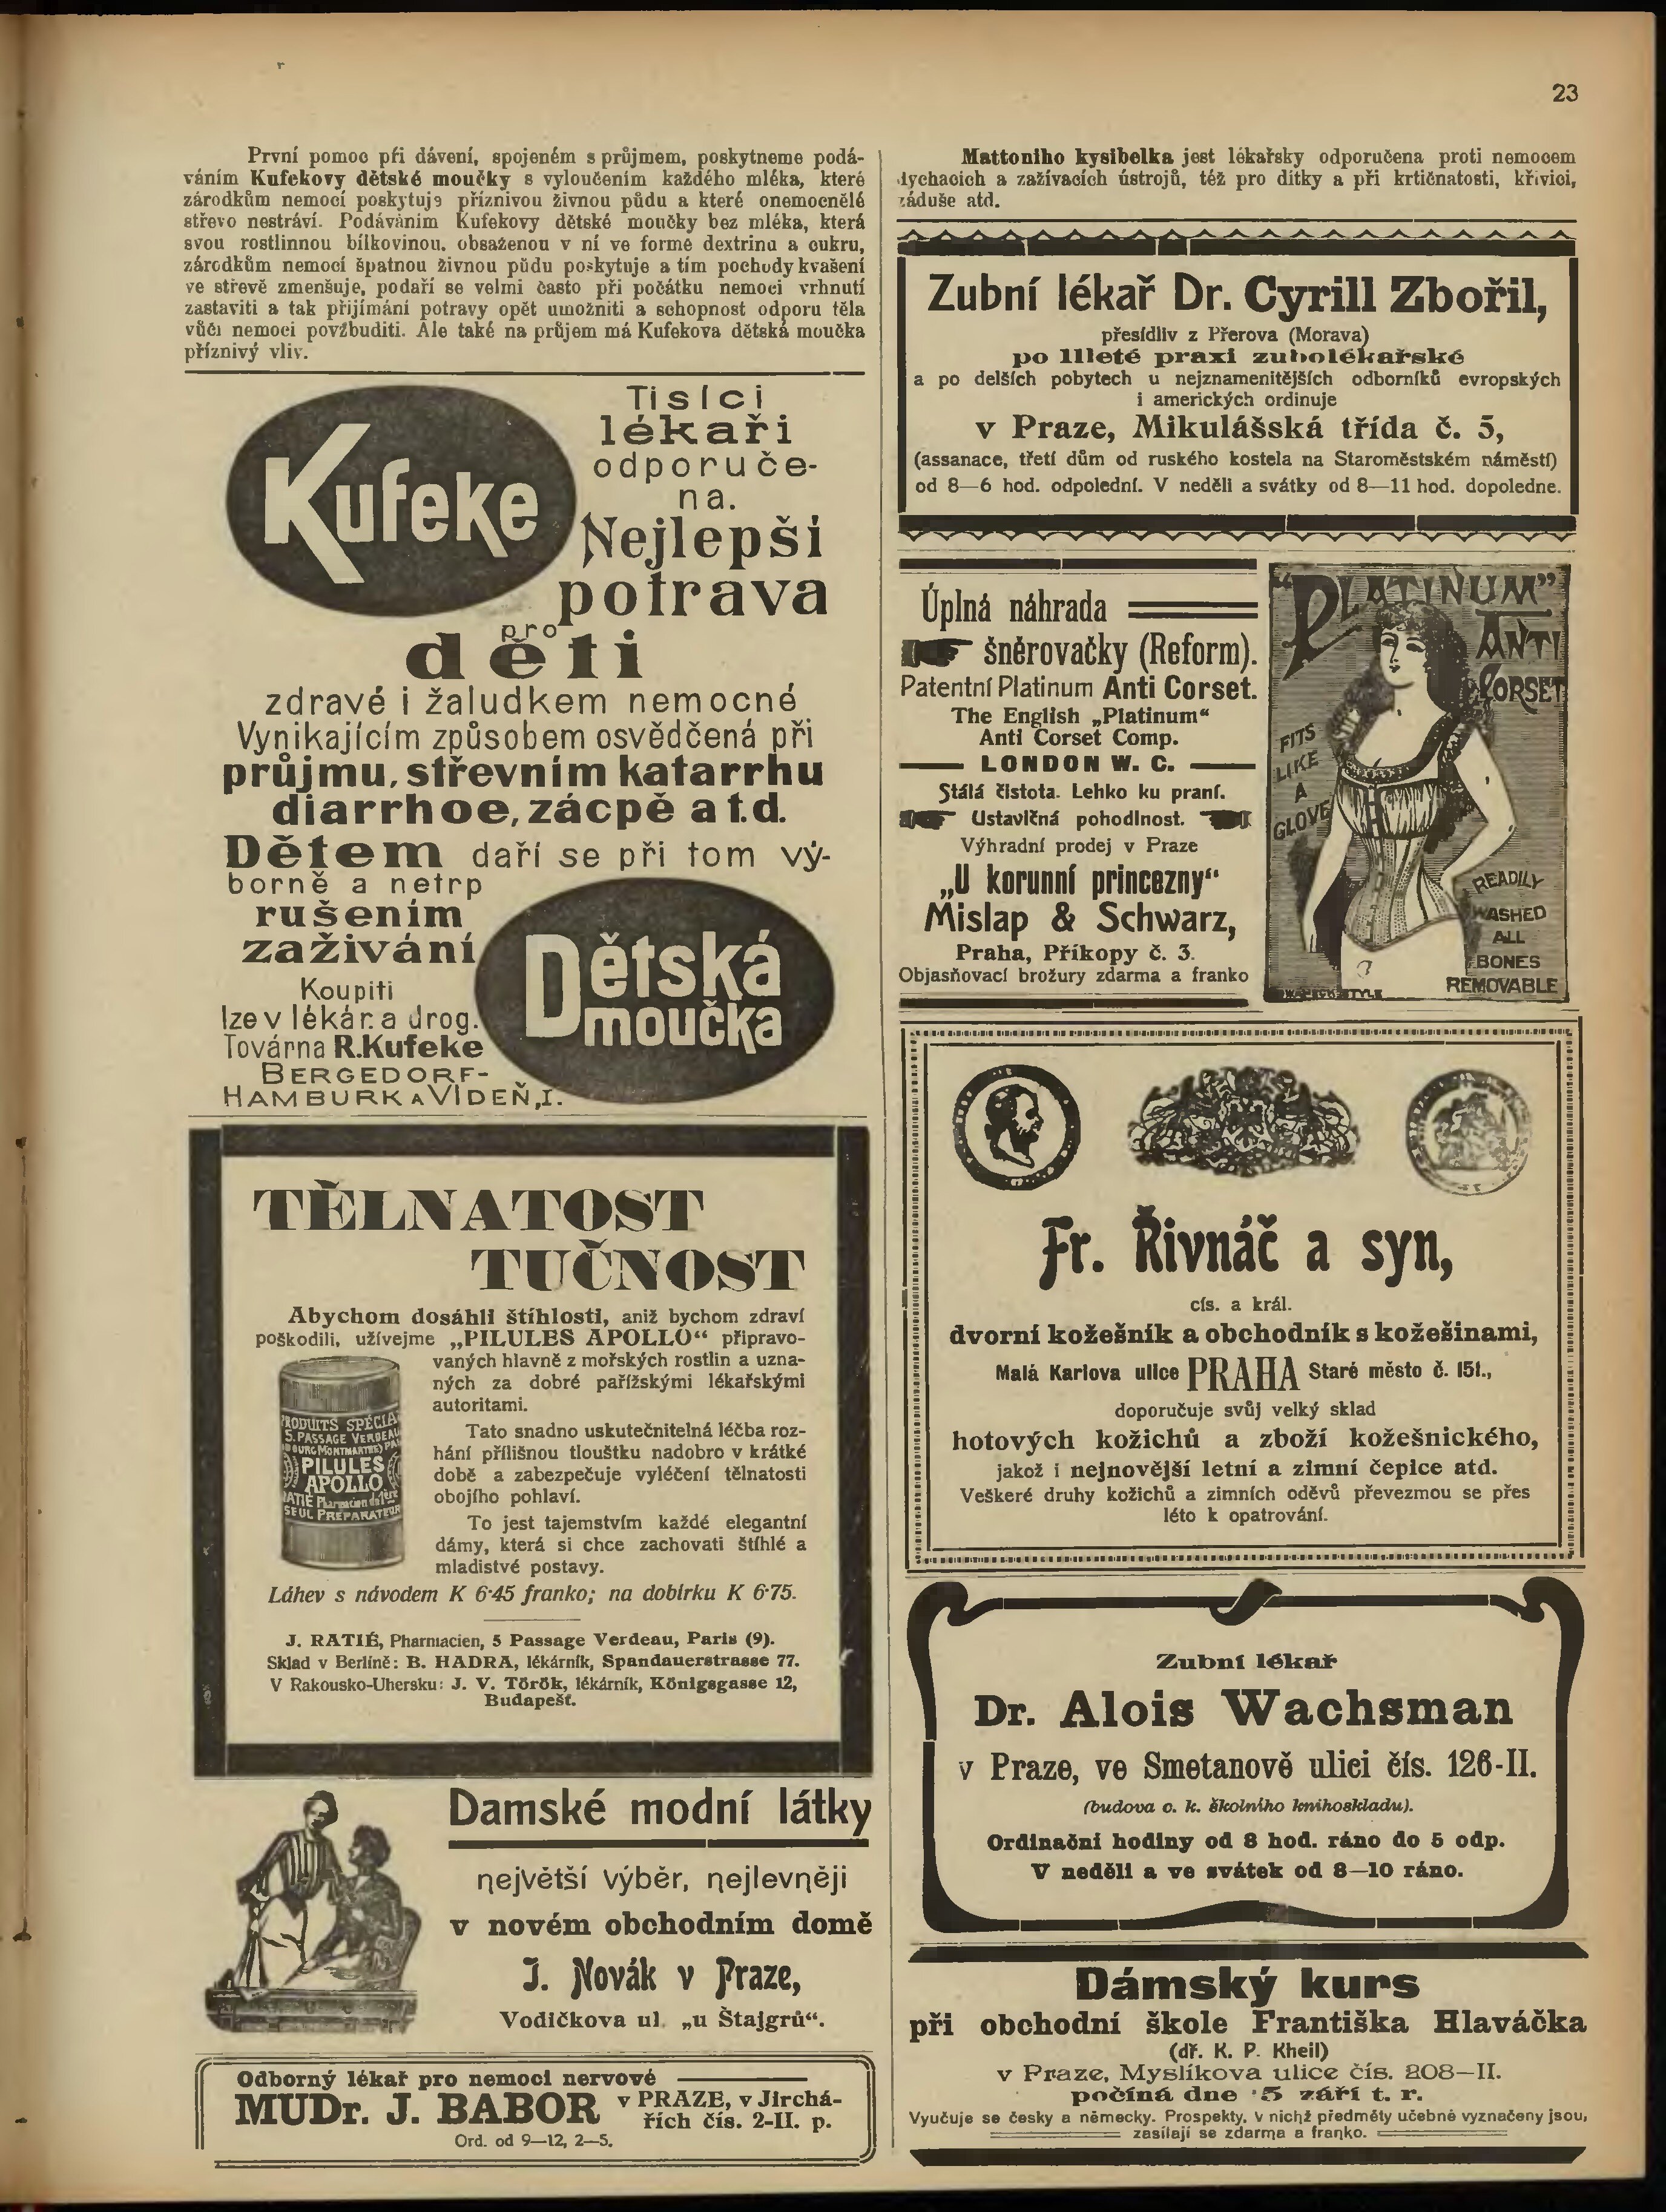 23
První pomoc při dávení, spojeném s průjmem, poskytneme podá-
váním Kufekovy dětské moučky s vyloučením každého mléka, které
zárodkům nemocí poskytuje příznivou živnou půdu a které onemocnělé
střevo nestráví. Podáváním Kufekovy dětské moučky bez mléka, která
svou rostlinnou bílkovinou, obsaženou v ní ve formě dextrinu a cukru,
zárodkům nemocí špatnou živnou půdu poskytuje a tím pochody kvašení
ve střevě zmenšuje, podaří se velmi často při počátku nemoci vrhnutí
zastaviti a tak přijímání potravy opět umožniti a schopnost odporu těla
vůči nemoci povzbuditi. Ale také na průjem má Kufekova dětská moučka
příznivý vliv.
Kufeke
Tisíci
lékaři
odporuče-
na.
Nejlepší
potrava
pro
děti
zdravé i žaludkem nemocné
Vynikajícím způsobem osvědčená při
průjmu, střevním katarrhu
diarrhoe, zácpě a t.d.
Dětem daří se při tom vý-
borně a netrp
rušením
zažívání
Dětská
moučka
Koupiti
lze v lékár. a drog.
Továrna R. Kufeke
BERGEDORF-
HAMBURK A VÍDEŇ, I.
TĚLNATOST
TUČNOST
Abychom dosáhli štíhlosti, aniž bychom zdraví
poškodili, užívejme „PILULES APOLLO“ připravo-
vaných hlavně z mořských rostlin a uzna-
ných za dobré pařížskými lékařskými
autoritami.
Tato snadno uskutečnitelná léčba roz-
hání přílišnou tloušťku nadobro v krátké
době a zabezpečuje vyléčení tělnatosti
obojího pohlaví.
To jest tajemstvím každé elegantní
dámy, která si chce zachovati štíhlé a
mladistvé postavy.
PRODUITS SPÉCIA
5. PASSAGE VERDEAU
BOURG MONTMARTRE) PA
PILULES
APOLLO
RATIÉ Pharmacien de 1ère
SEUL PRÉPARATEUR
Láhev s návodem K 6·45 franko; na dobírku K 6·75.
J. RATIÉ, Pharmacien, 5 Passage Verdeau, Paris (9).
Sklad v Berlíně: B. HADRA, lékárník, Spandauerstrasse 77.
V Rakousko-Uhersku: J. V. Török, lékárník, Königsgasse 12,
Budapešť.
Damské modní látky
největší výběr, nejlevněji
v novém obchodním domě
J. Novák v Praze,
Vodičkova ul. „u Štajgrů“.
Odborný lékař pro nemoci nervové
MUDr. J. BABOR v PRAZE, v Jirchá-
řích čís. 2-II. p.
Ord. od 9—12, 2—5.
Mattoniho kysibelka jest lékařsky odporučena proti nemocem
dychacích a zažívacích ústrojů, též pro dítky a při krtičnatosti, křivici,
záduše atd.
Zubní lékař Dr. Cyrill Zbořil,
přesídliv z Přerova (Morava)
po 11leté praxi zubolékařské
a po delších pobytech u nejznamenitějších odborníků evropských
i amerických ordinuje
v Praze, Mikulášská třída č. 5,
(assanace, třetí dům od ruského kostela na Staroměstském náměstí)
od 8—6 hod. odpolední. V neděli a svátky od 8—11 hod. dopoledne.
Úplná náhrada
šněrovačky (Reform).
Patentní Platinum Anti Corset.
The English „Platinum“
Anti Corset Comp.
LONDON W. C.
Stálá čistota. Lehko ku praní.
Ustavičná pohodlnost.
Výhradní prodej v Praze
„U korunní princezny“
Mislap & Schwarz,
Praha, Příkopy č. 3.
Objasňovací brožury zdarma a franko
“PLATINUM”
ANTI
CORSET
FITS
LIKE
A
GLOVE
READILY
WASHED
ALL
BONES
REMOVABLE
Fr. Řivnáč a syn,
cís. a král.
dvorní kožešník a obchodník s kožešinami,
Malá Karlova ulice PRAHA Staré město č. 151.,
doporučuje svůj velký sklad
hotových kožichů a zboží kožešnického,
jakož i nejnovější letní a zimní čepice atd.
Veškeré druhy kožichů a zimních oděvů převezmou se přes
léto k opatrování.
Zubní lékař
Dr. Alois Wachsman
v Praze, ve Smetanově ulici čís. 126-II.
(budova c. k. školního knihoskladu).
Ordinační hodiny od 8 hod. ráno do 5 odp.
V neděli a ve svátek od 8—10 ráno.
Dámský kurs
při obchodní škole Františka Hlaváčka
(dř. K. P. Kheil)
v Praze, Myslíkova ulice čís. 208—II.
počíná dne 5 září t. r.
Vyučuje se česky a německy. Prospekty, v nichž předměty učebné vyznačeny jsou,
zasílají se zdarma a franko.